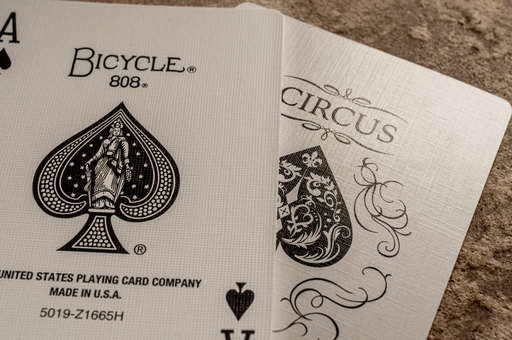 A
BICYCLE®
808®
®
UNITED STATES PLAYING CARD COMPANY
MADE IN U.S.A.
5019-Z1665H
A
CIRCUS